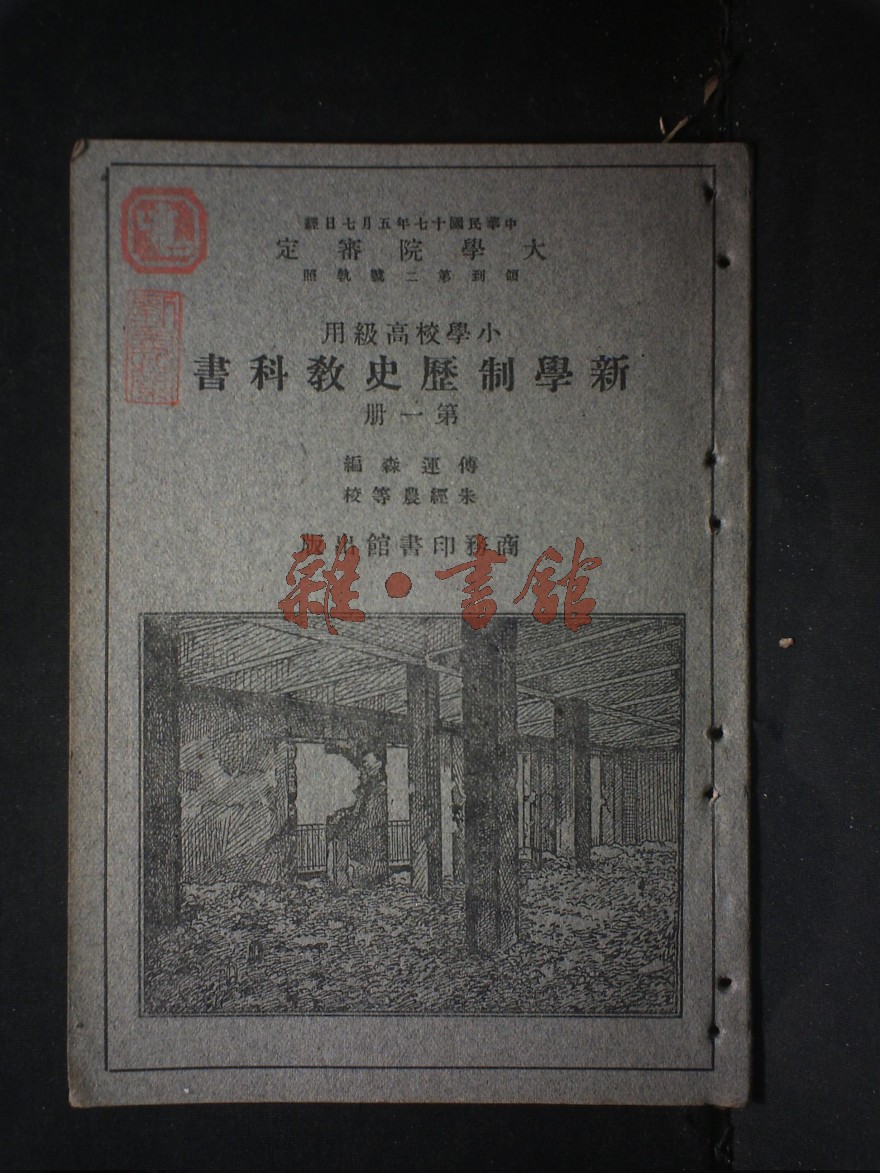 中華民國十七年五月七日經
大學院審定
領到第二號執照
小學校高級用
新學制歷史教科書
第一册
傅運森編
朱經農等校
商務印書館出版
雜·書館